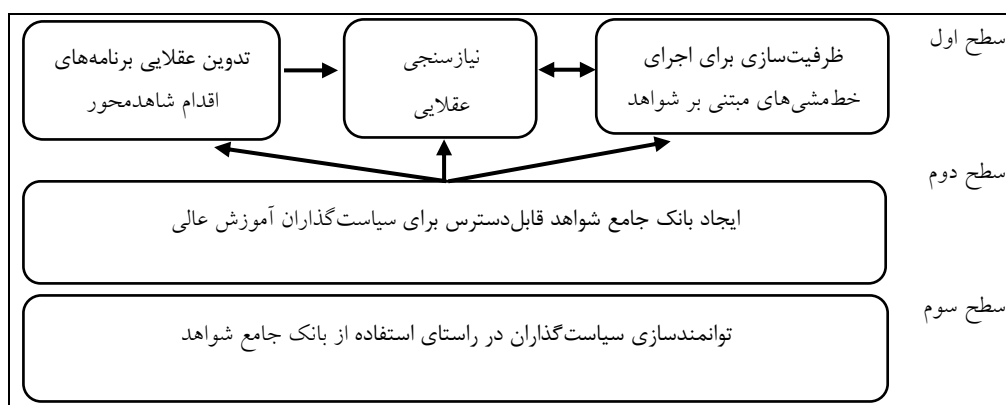 سطح اول
ظرفیت‌سازی برای اجرای
خط‌مشی‌های مبتنی بر شواهد
نیازسنجی
عقلایی
تدوین عقلایی برنامه‌های
اقدام شاهدمحور
سطح دوم
ایجاد بانک جامع شواهد قابل‌دسترس برای سیاست‌گذاران آموزش عالی
سطح سوم
توانمندسازی سیاست‌گذاران در راستای استفاده از بانک جامع شواهد